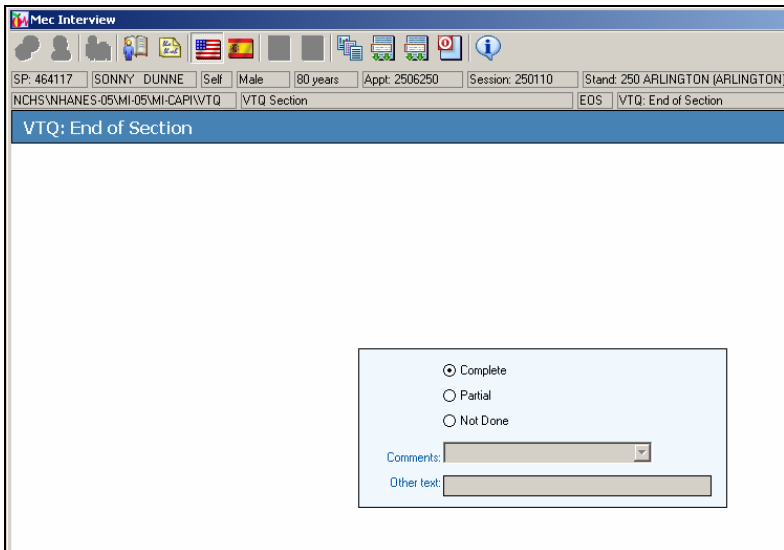 Mec Interview
SP: 464117 SONNY DUNNE Self Male 80 years Appt: 2506250 Session: 250110 Stand: 250 ARLINGTON (ARLINGTON)
NCHS\NHANES-05\MI-05\MI-CAPI\VTQ VTQ Section EOS VTQ: End of Section
VTQ: End of Section
Complete
Partial
Not Done
Comments:
Other text: